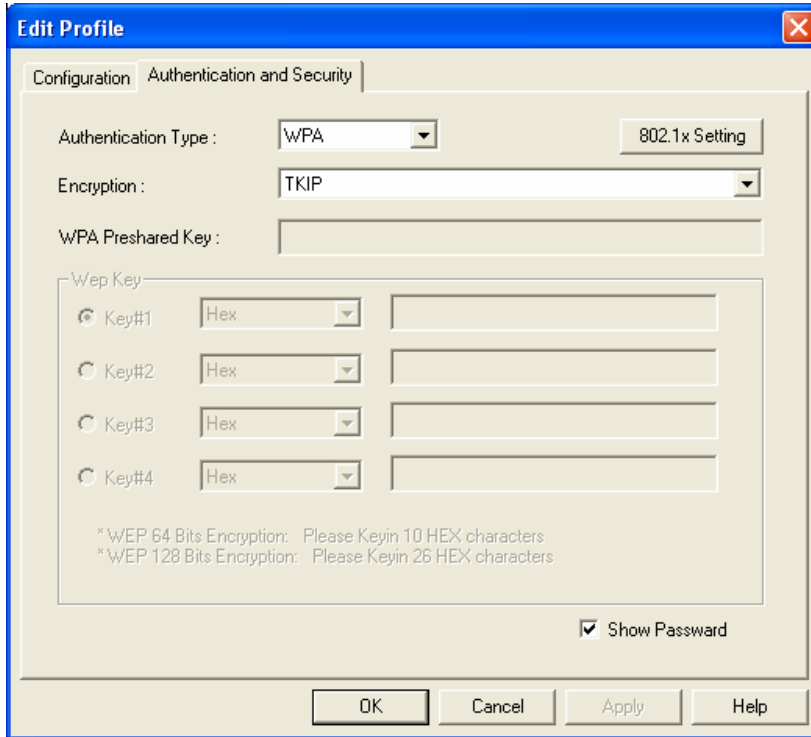 Edit Profile
Configuration
Authentication and Security
Authentication Type :
WPA
802.1x Setting
Encryption :
TKIP
WPA Preshared Key :
Wep Key
Key#1
Hex
Key#2
Hex
Key#3
Hex
Key#4
Hex
* WEP 64 Bits Encryption: Please Keyin 10 HEX characters
* WEP 128 Bits Encryption: Please Keyin 26 HEX characters
Show Passward
OK
Cancel
Apply
Help